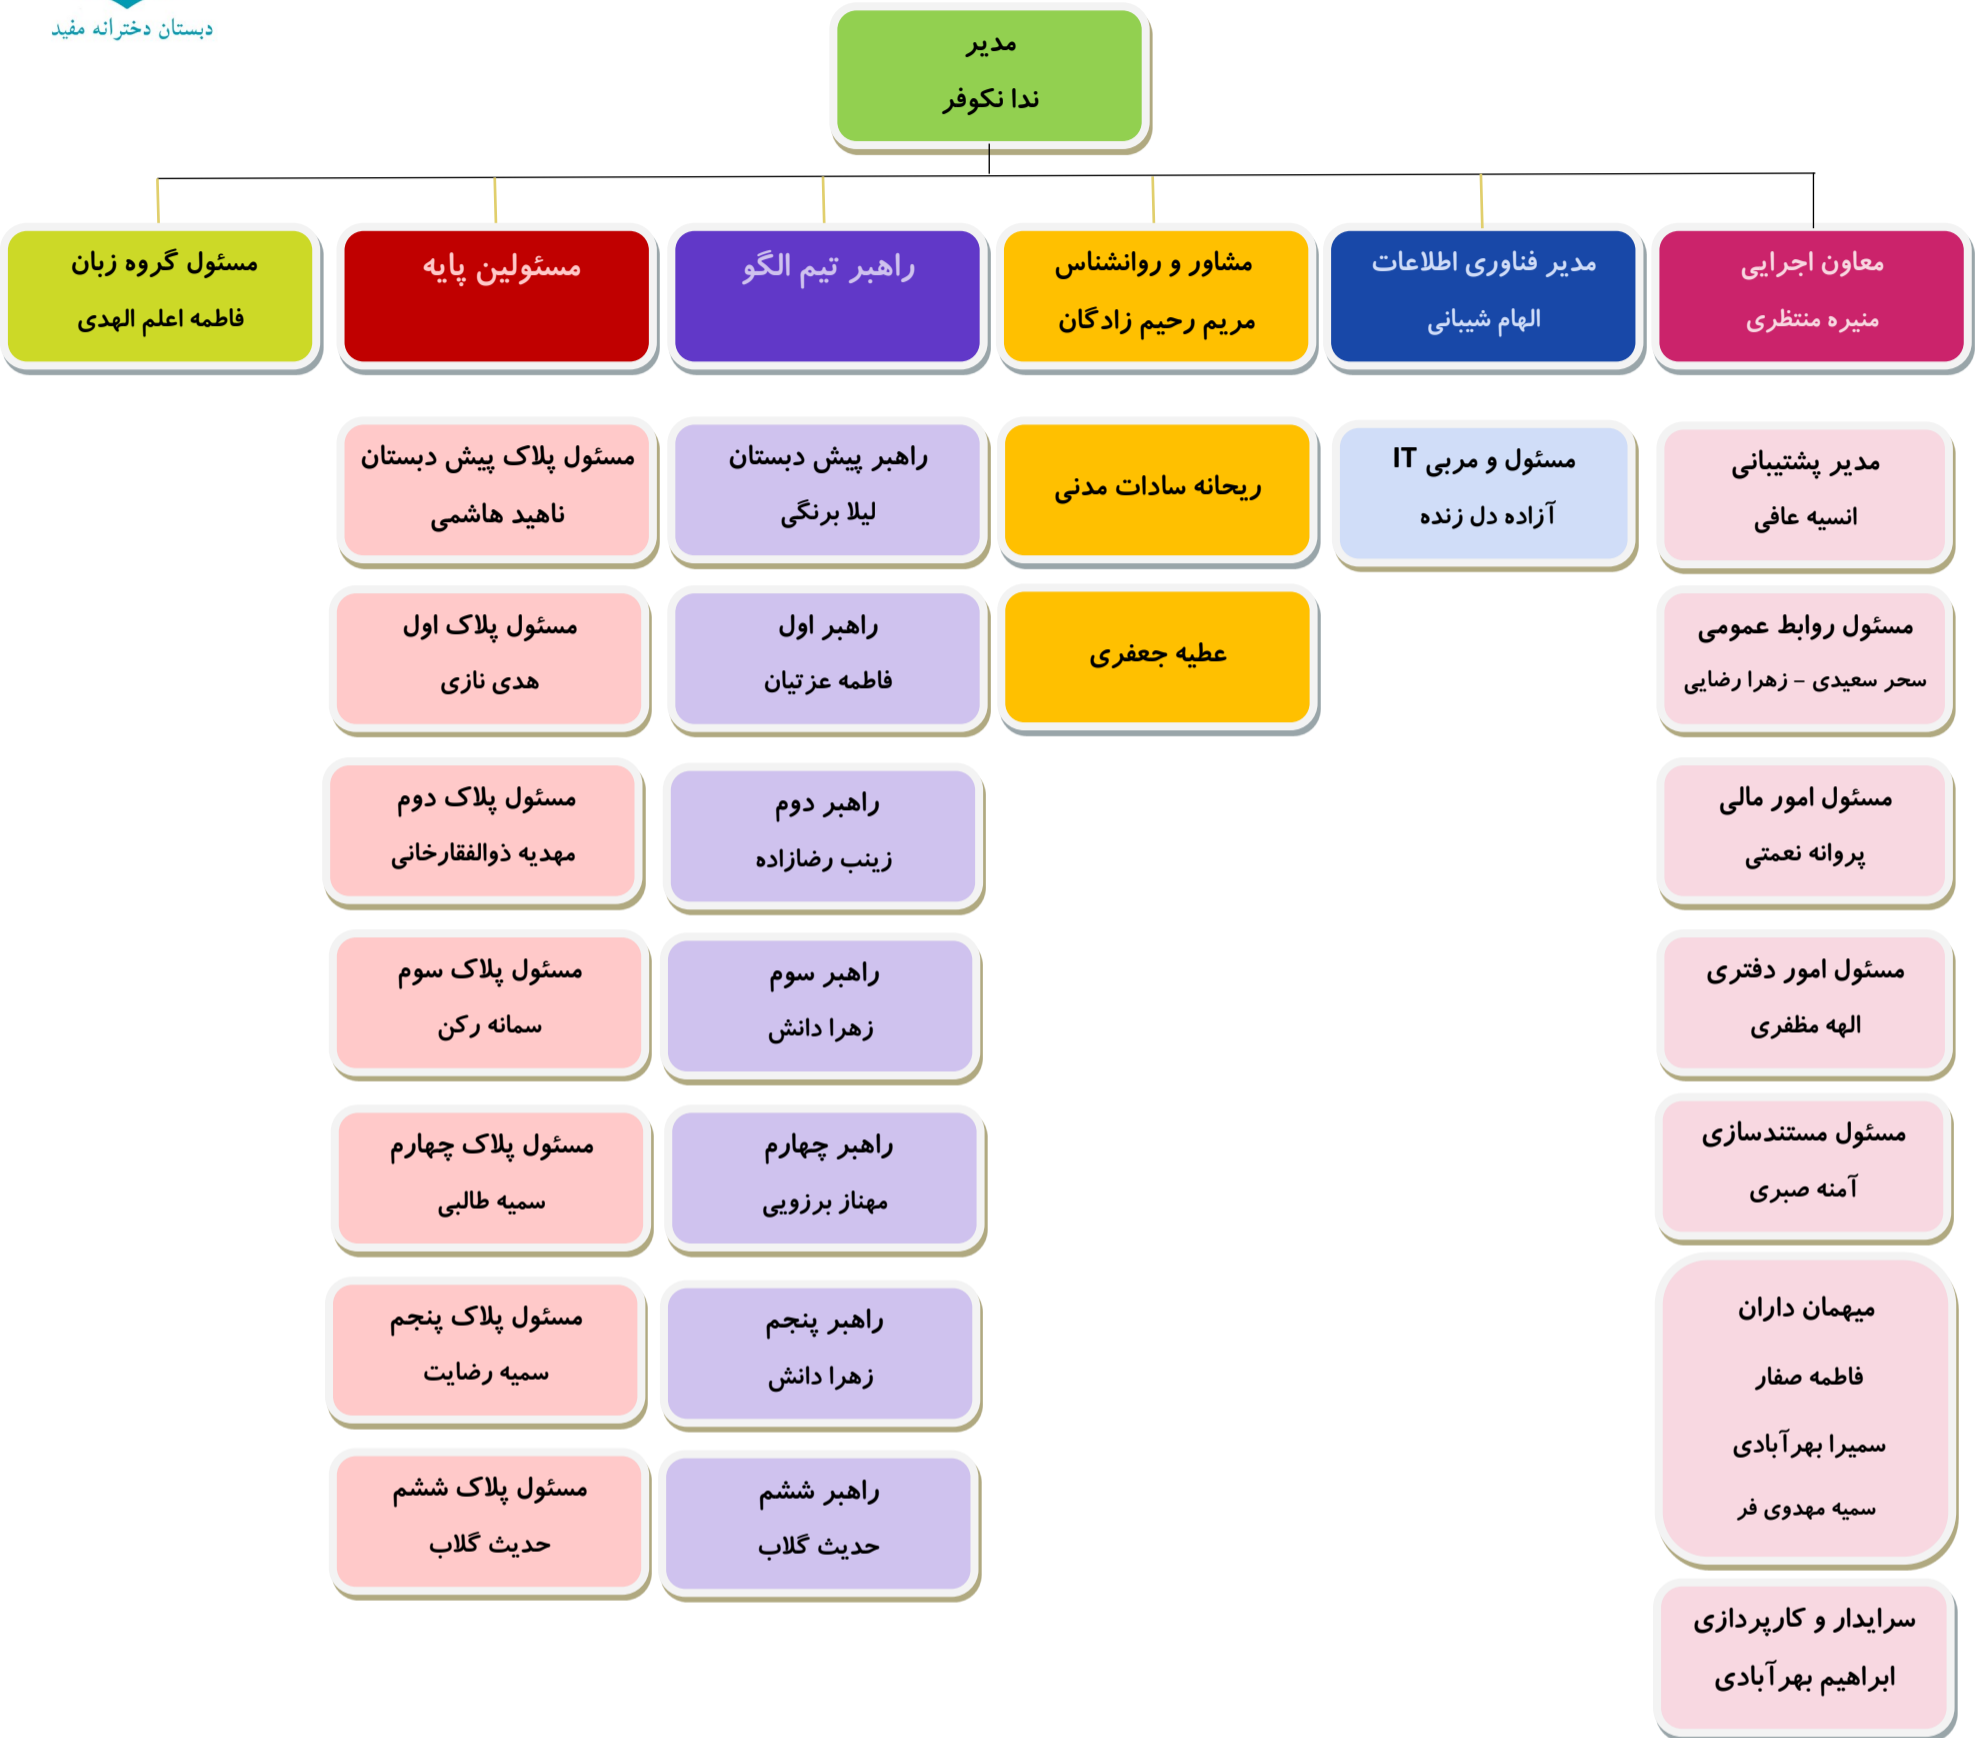 دبستان دخترانه مفید
مدیر
ندا نکوفر
معاون اجرایی
منیره منتظری
مدیر فناوری اطلاعات
الهام شیبانی
مشاور و روانشناس
مریم رحیم زادگان
راهبر تیم الگو
مسئولین پایه
مسئول گروه زبان
فاطمه اعلم الهدی
مدیر پشتیبانی
انسیه عافی
مسئول روابط عمومی
سحر سعیدی – زهرا رضایی
مسئول امور مالی
پروانه نعمتی
مسئول امور دفتری
الهه مظفری
مسئول مستندسازی
آمنه صبری
میهمان داران
فاطمه صفار
سمیرا بهرآبادی
سمیه مهدوی فر
سرایدار و کارپردازی
ابراهیم بهرآبادی
مسئول و مربی IT
آزاده دل زنده
ریحانه سادات مدنی
عطیه جعفری
راهبر پیش دبستان
لیلا برنگی
راهبر اول
فاطمه عزتیان
راهبر دوم
زینب رضازاده
راهبر سوم
زهرا دانش
راهبر چهارم
مهناز برزویی
راهبر پنجم
زهرا دانش
راهبر ششم
حدیث گلاب
مسئول پلاک پیش دبستان
ناهید هاشمی
مسئول پلاک اول
هدی نازی
مسئول پلاک دوم
مهدیه ذوالفقارخانی
مسئول پلاک سوم
سمانه رکن
مسئول پلاک چهارم
سمیه طالبی
مسئول پلاک پنجم
سمیه رضایت
مسئول پلاک ششم
حدیث گلاب